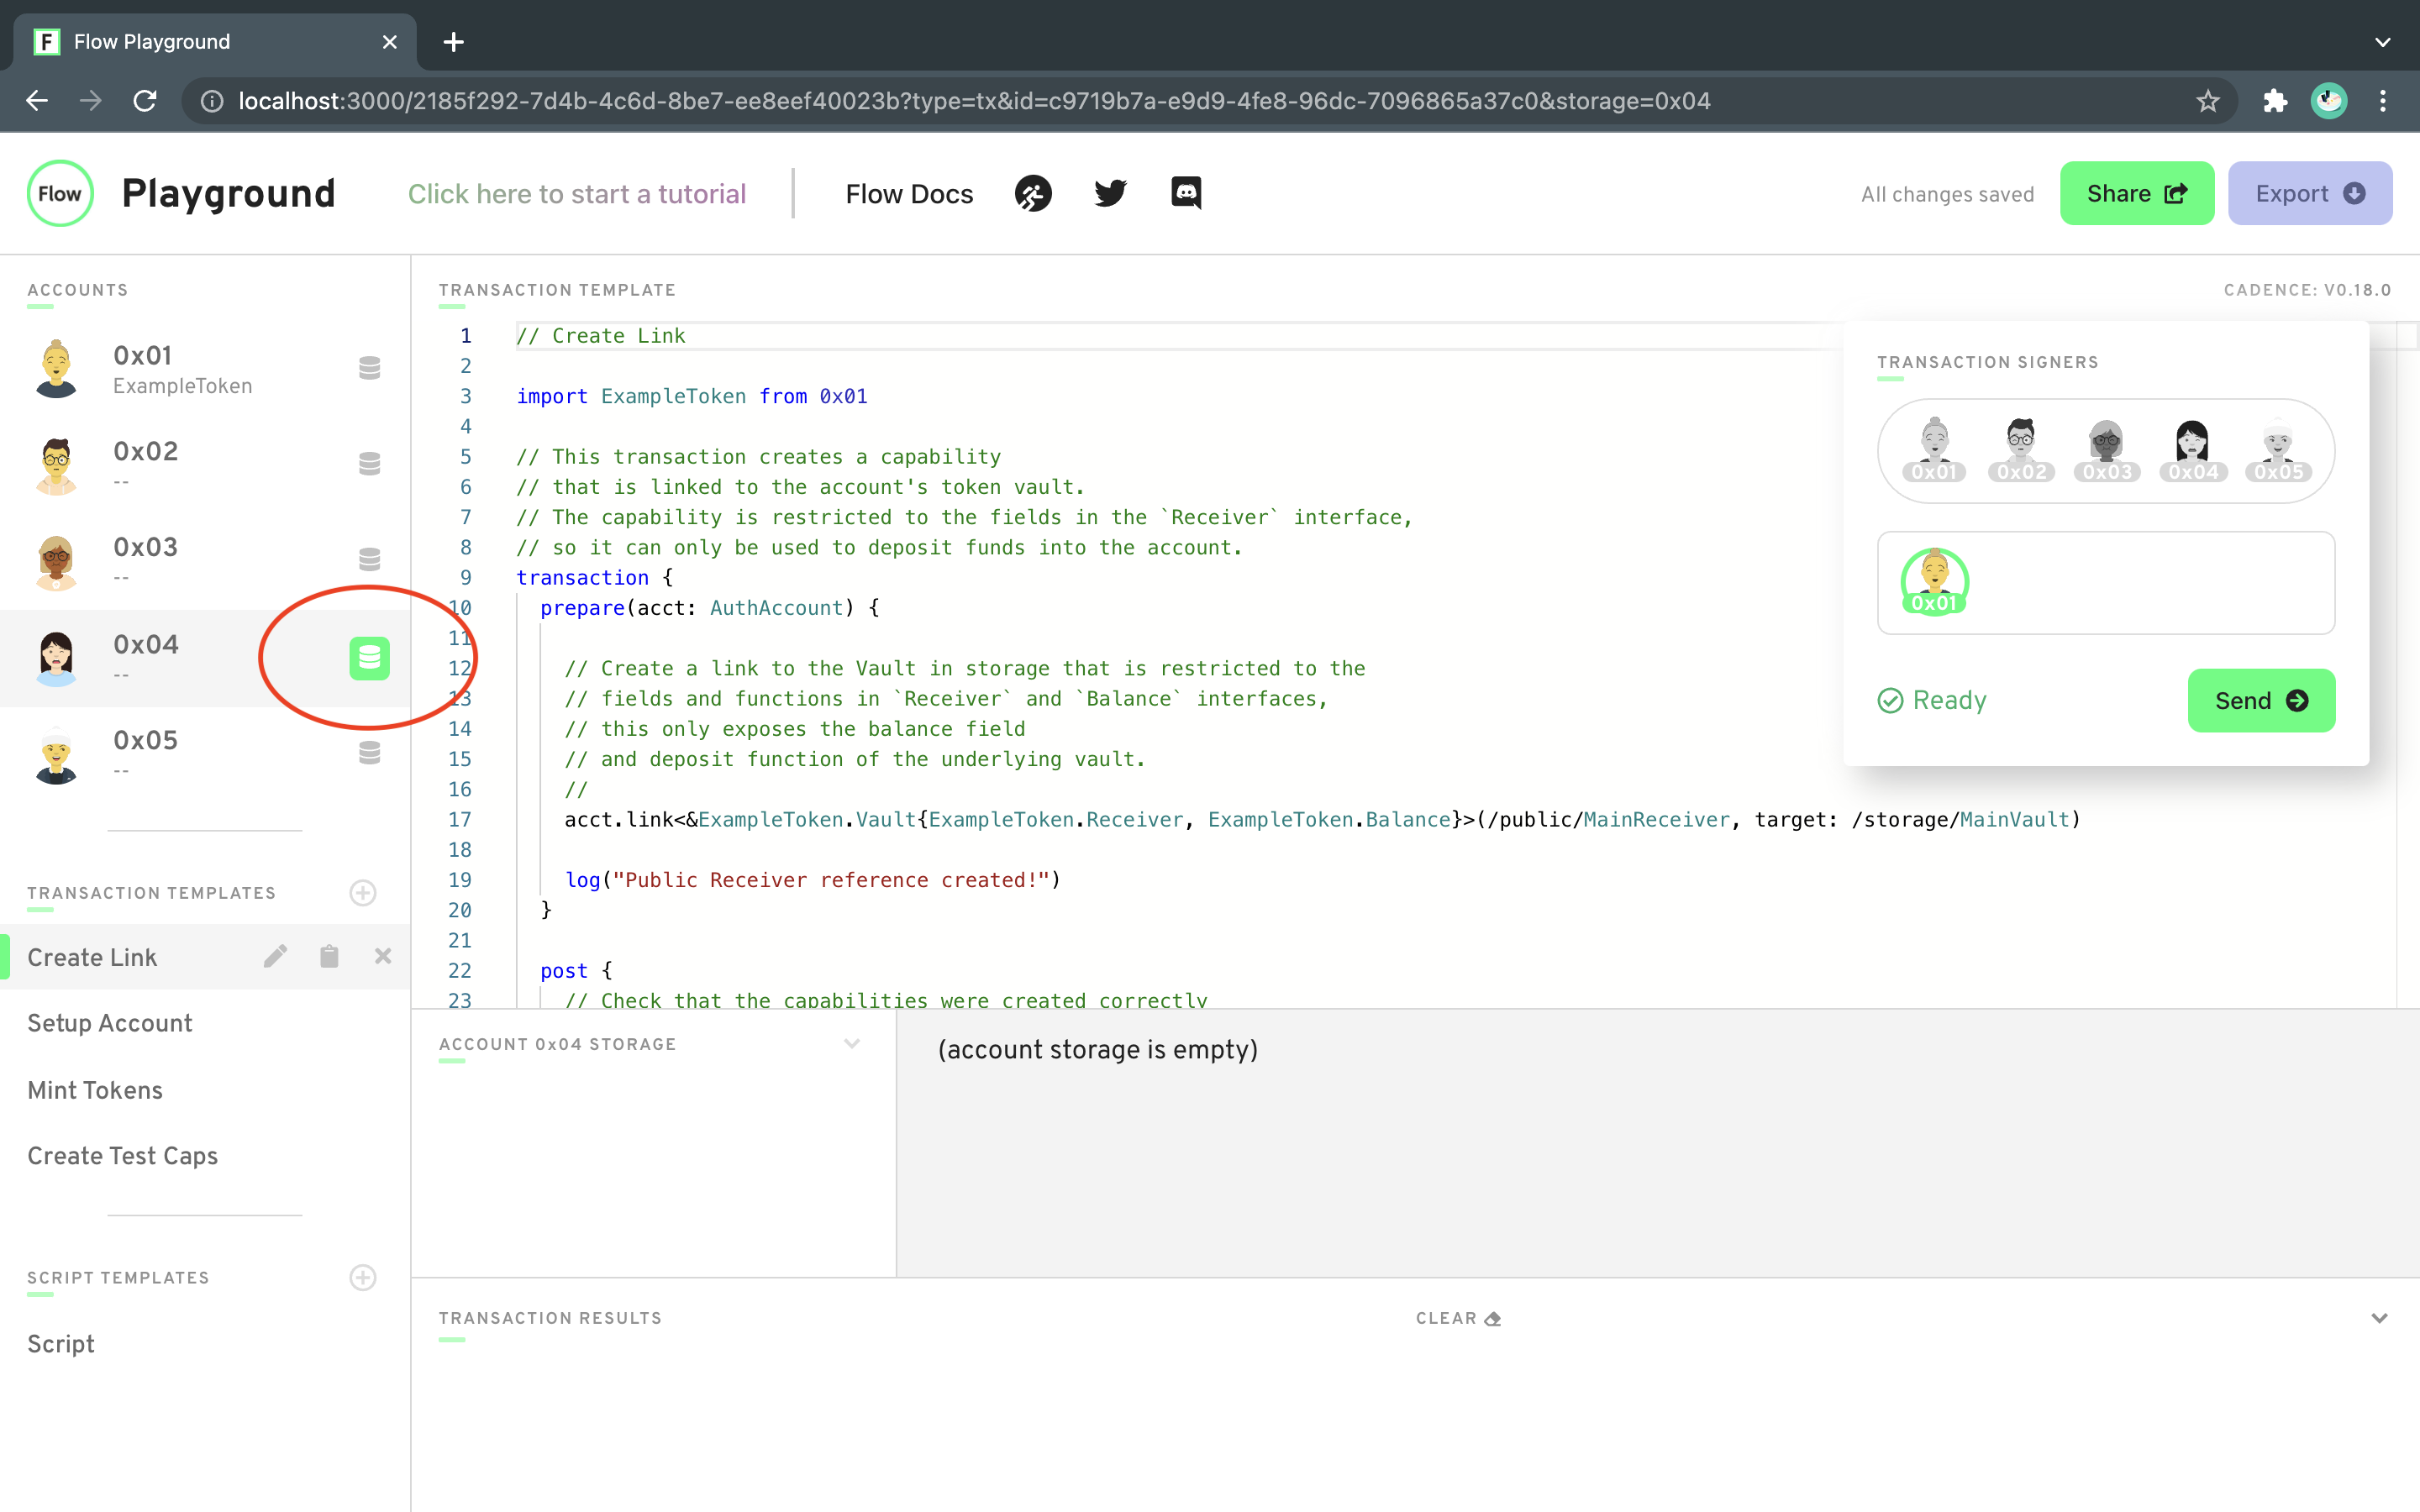 F Flow Playground
localhost:3000/2185f292-7d4b-4c6d-8be7-ee8eef40023b?type=tx&id=c9719b7a-e9d9-4fe8-96dc-7096865a37c0&storage=0x04
Flow Playground
Click here to start a tutorial
Flow Docs
All changes saved
Share
Export
ACCOUNTS
0x01
ExampleToken
0x02
--
0x03
--
0x04
--
0x05
--
TRANSACTION TEMPLATES
Create Link
Setup Account
Mint Tokens
Create Test Caps
SCRIPT TEMPLATES
Script
TRANSACTION TEMPLATE
CADENCE: V0.18.0
1 // Create Link
2
3 import ExampleToken from 0x01
4
5 // This transaction creates a capability
6 // that is linked to the account's token vault.
7 // The capability is restricted to the fields in the `Receiver` interface,
8 // so it can only be used to deposit funds into the account.
9 transaction {
10 prepare(acct: AuthAccount) {
11
12 // Create a link to the Vault in storage that is restricted to the
13 // fields and functions in `Receiver` and `Balance` interfaces,
14 // this only exposes the balance field
15 // and deposit function of the underlying vault.
16 //
17 acct.link<&ExampleToken.Vault{ExampleToken.Receiver, ExampleToken.Balance}>(/public/MainReceiver, target: /storage/MainVault)
18
19 log("Public Receiver reference created!")
20 }
21
22 post {
23 // Check that the capabilities were created correctly
TRANSACTION SIGNERS
0x01 0x02 0x03 0x04 0x05
0x01
Ready
Send
ACCOUNT 0x04 STORAGE
(account storage is empty)
TRANSACTION RESULTS
CLEAR